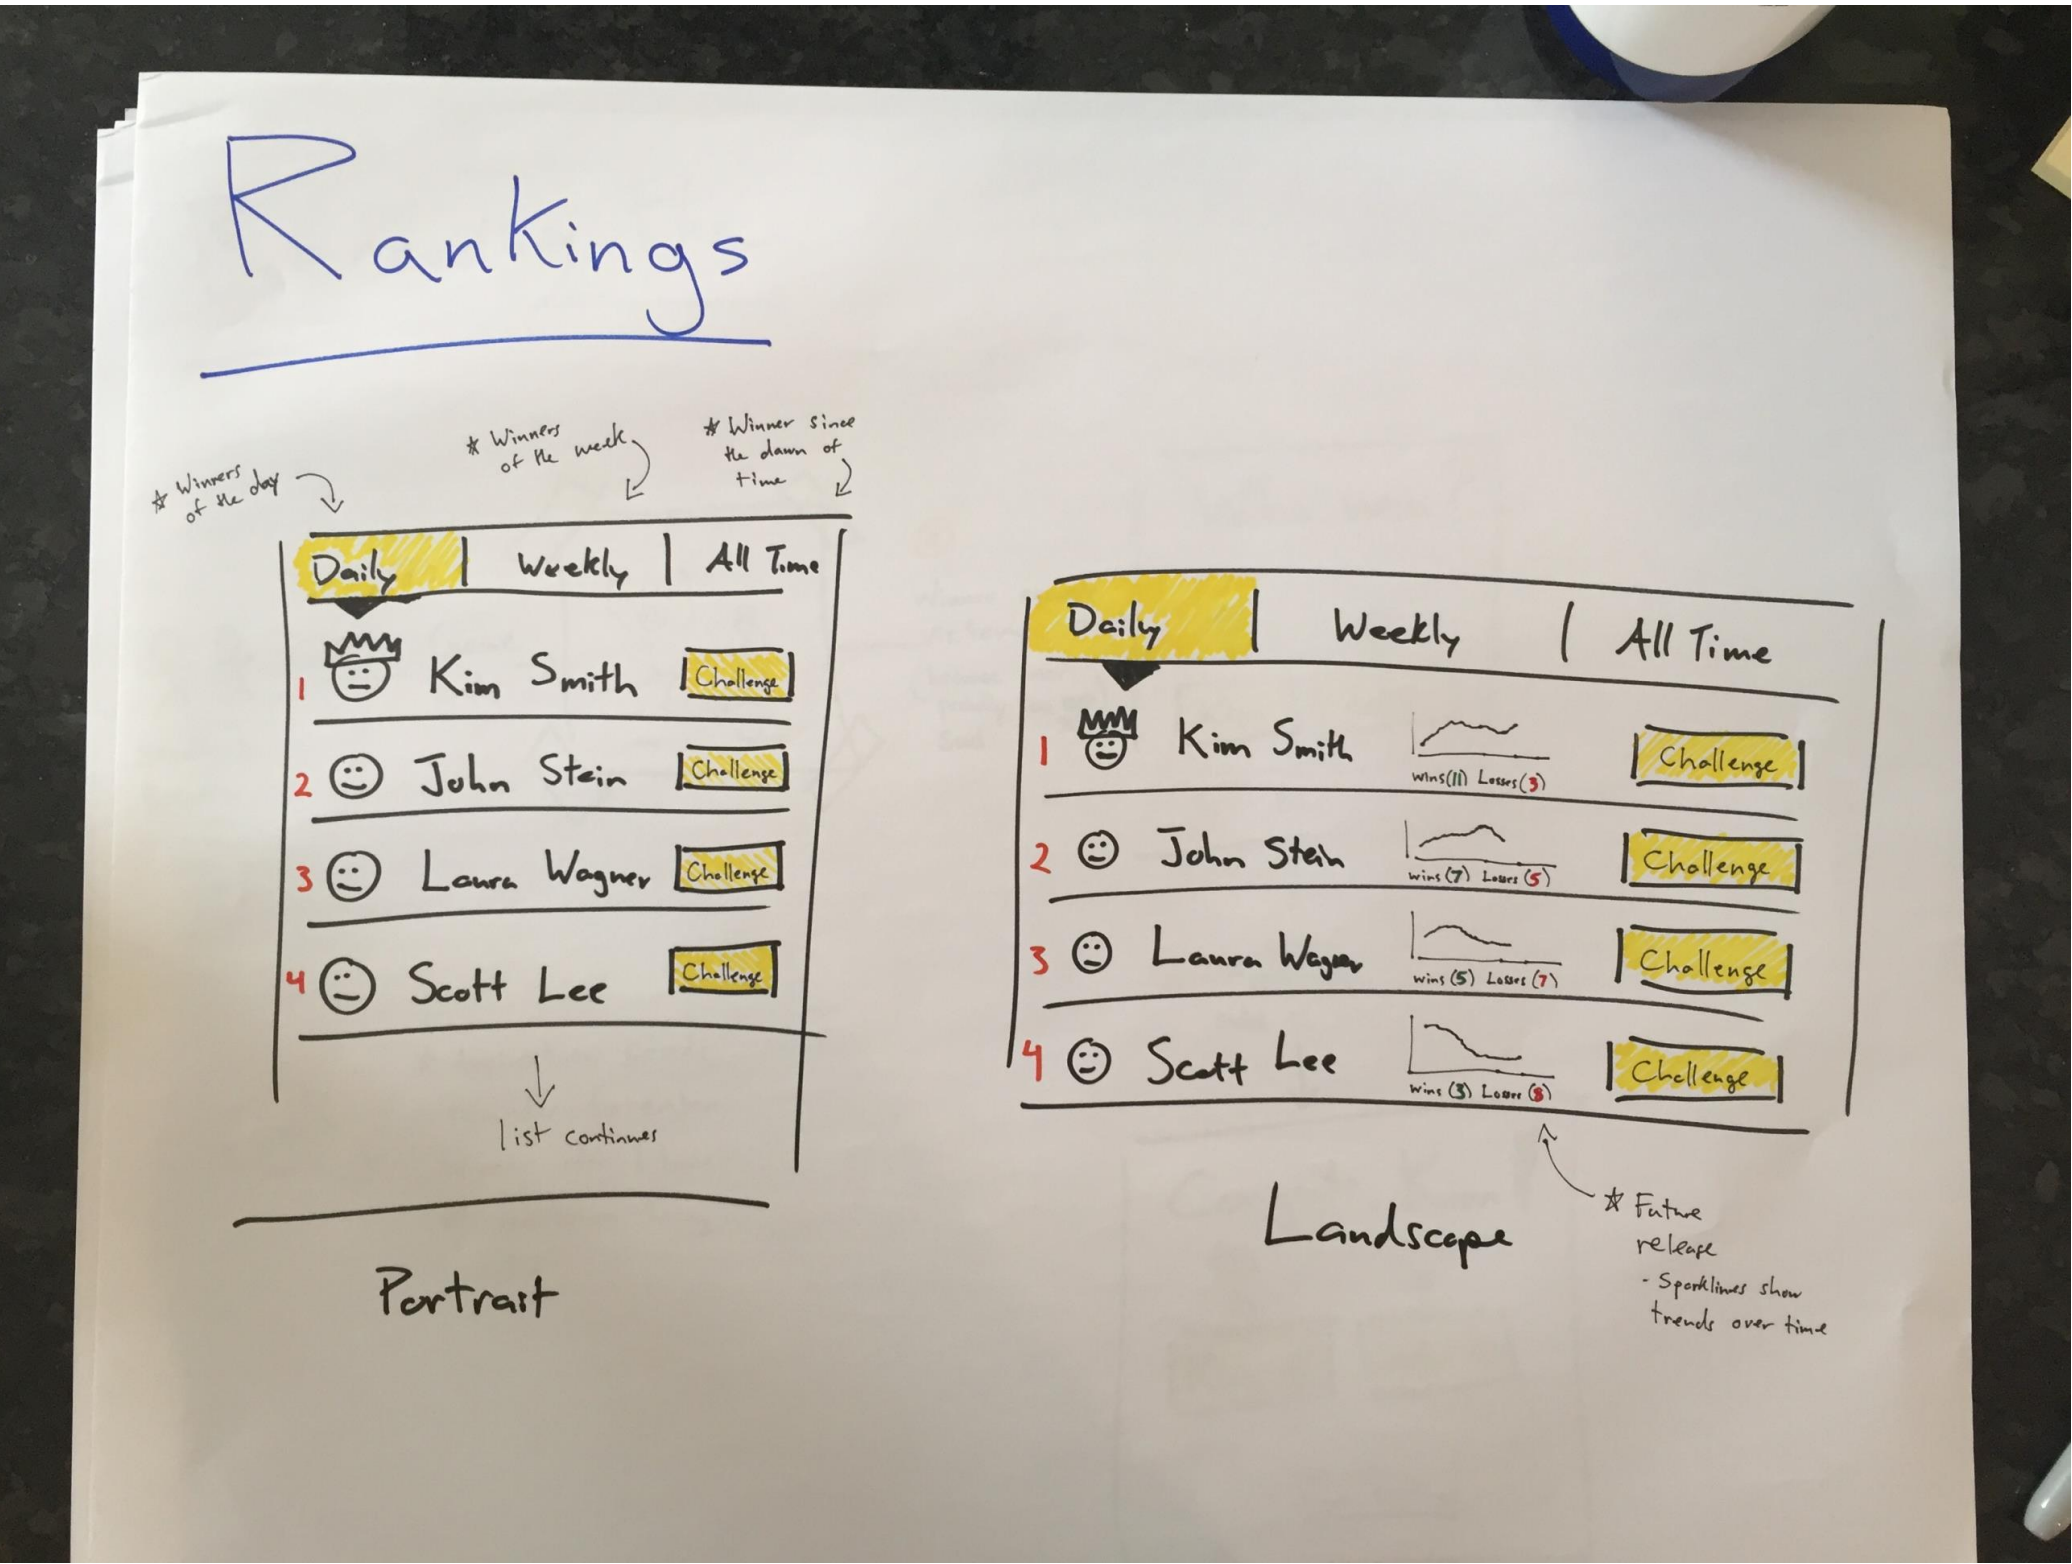 Rankings
* Winners
of the day
* Winners
of the week
* Winner since
the dawn of
time
Daily | Weekly | All Time
1 Kim Smith Challenge
2 John Stein Challenge
3 Laura Wagner Challenge
4 Scott Lee Challenge
list continues
Portrait
Daily | Weekly | All Time
1 Kim Smith Challenge
wins(11) Losses(3)
2 John Stein Challenge
wins(7) Losses(5)
3 Laura Wagner Challenge
wins(5) Losses(7)
4 Scott Lee Challenge
wins(3) Losses(8)
Landscape
* Future
release
- Sparklines show
trends over time